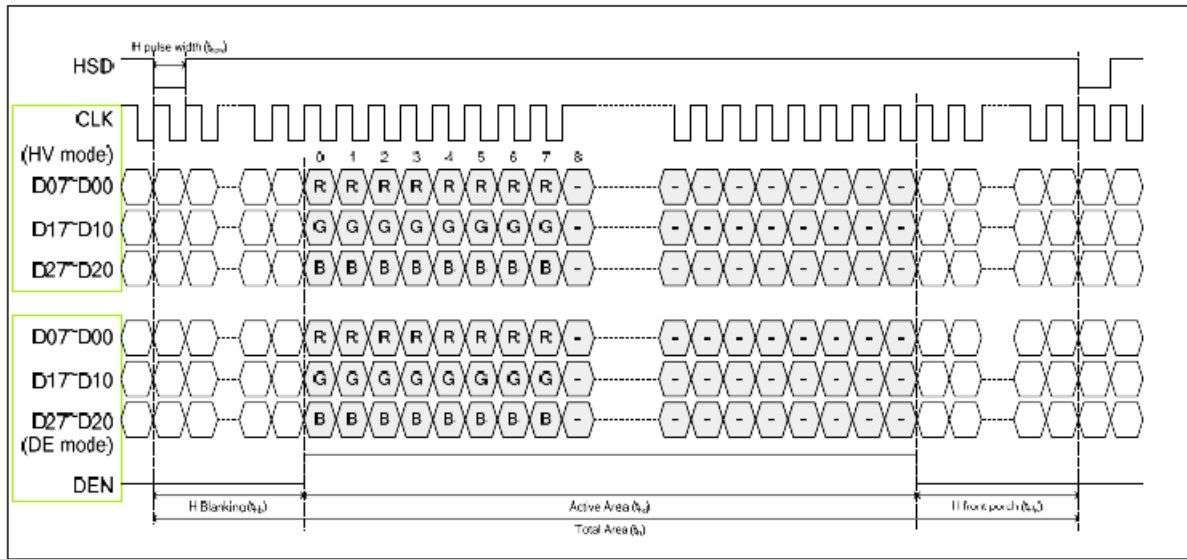 H pulse width
HSD
CLK
(HV mode)
0 1 2 3 4 5 6 7 8
D07~D00 R R R R R R R R - - - - - - - - -
D17~D10 G G G G G G G G - - - - - - - - -
D27~D20 B B B B B B B B - - - - - - - - -
D07~D00 R R R R R R R R - - - - - - - - -
D17~D10 G G G G G G G G - - - - - - - - -
D27~D20 B B B B B B B B - - - - - - - - -
(DE mode)
DEN
H Blanking Active Area H front porch
Total Area